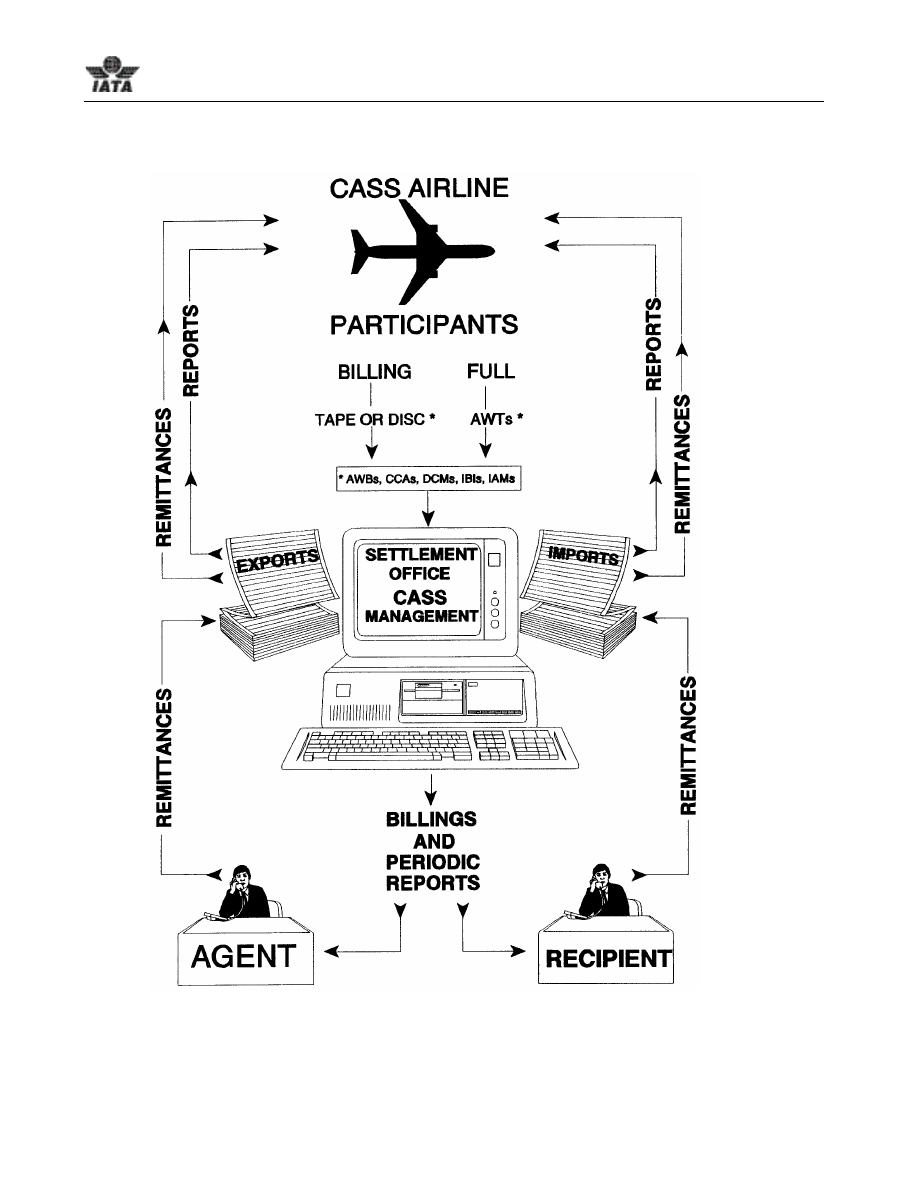 IATA
CASS AIRLINE
PARTICIPANTS
BILLING FULL
TAPE OR DISC * AWTs *
* AWBs, CCAs, DCMs, IBIs, IAMs
REPORTS
REMITTANCES
REPORTS
REMITTANCES
EXPORTS
SETTLEMENT
OFFICE
CASS
MANAGEMENT
IMPORTS
REMITTANCES
REMITTANCES
BILLINGS
AND
PERIODIC
REPORTS
AGENT
RECIPIENT